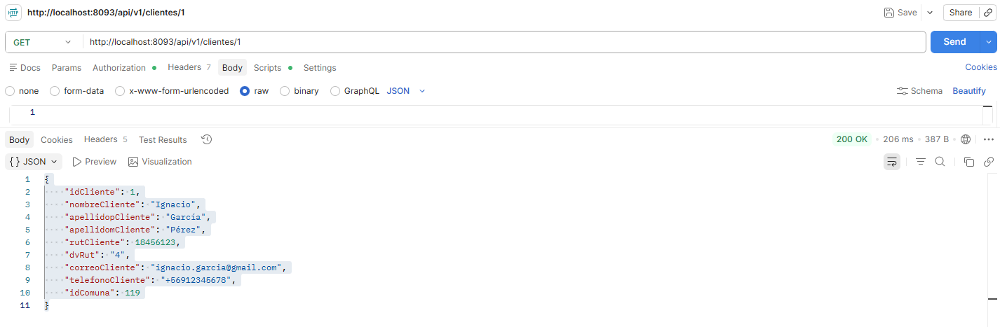 HTTP http://localhost:8093/api/v1/clientes/1 Save Share
GET http://localhost:8093/api/v1/clientes/1 Send
Docs Params Authorization Headers 7 Body Scripts Settings Cookies
none form-data x-www-form-urlencoded raw binary GraphQL JSON Schema Beautify
1
Body Cookies Headers 5 Test Results 200 OK • 206 ms • 387 B •
{} JSON Preview Visualization
1 {
2 "idCliente": 1,
3 "nombreCliente": "Ignacio",
4 "apellidopCliente": "García",
5 "apellidomCliente": "Pérez",
6 "rutCliente": 18456123,
7 "dvRut": "4",
8 "correoCliente": "ignacio.garcia@gmail.com",
9 "telefonoCliente": "+56912345678",
10 "idComuna": 119
11 }